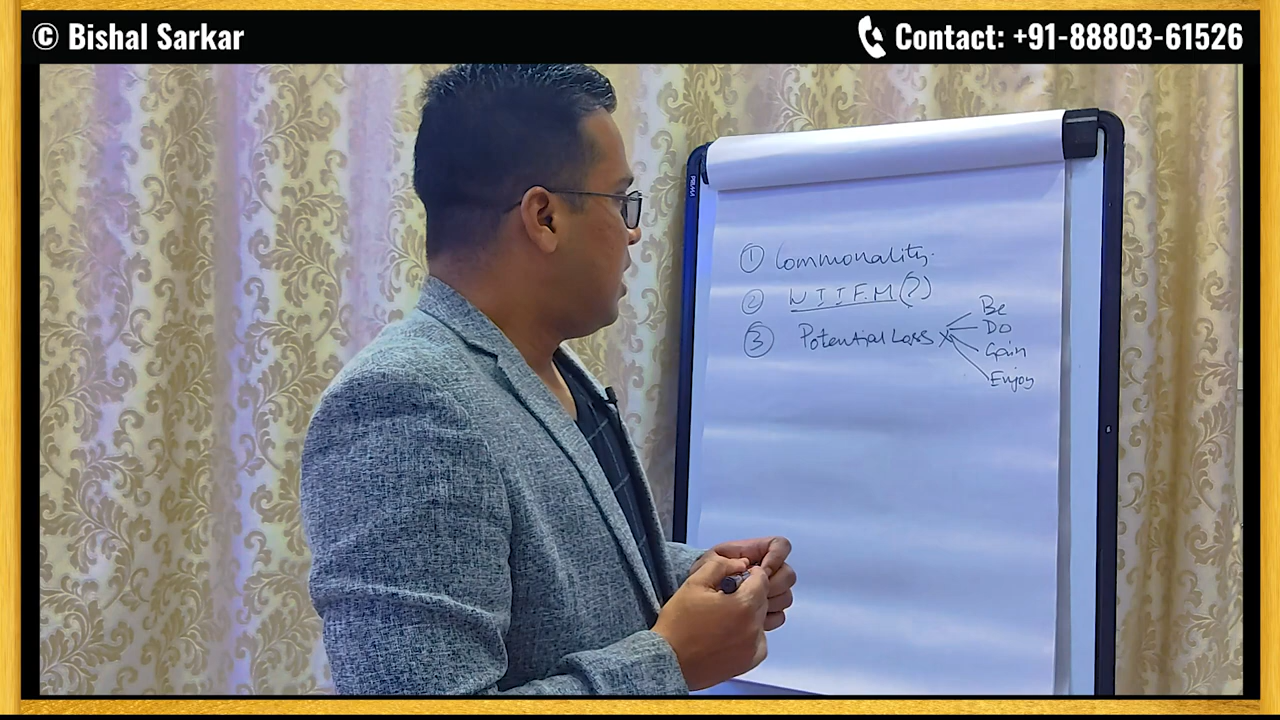 © Bishal Sarkar
Contact: +91-88803-61526
① Commonality.
② W I I F. M (?)
③ Potential Loss
Be
Do
Gain
Enjoy